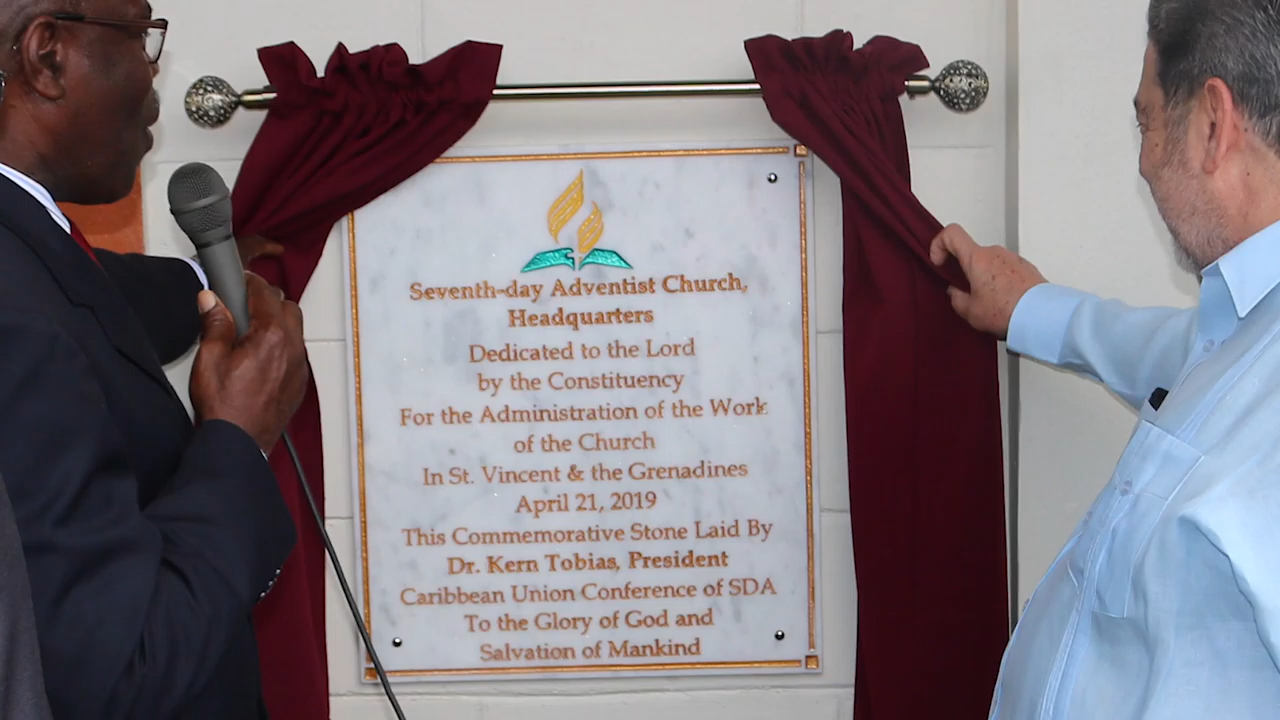 Seventh-day Adventist Church,
Headquarters
Dedicated to the Lord
by the Constituency
For the Administration of the Work
of the Church
In St. Vincent & the Grenadines
April 21, 2019
This Commemorative Stone Laid By
Dr. Kern Tobias, President
Caribbean Union Conference of SDA
To the Glory of God and
Salvation of Mankind